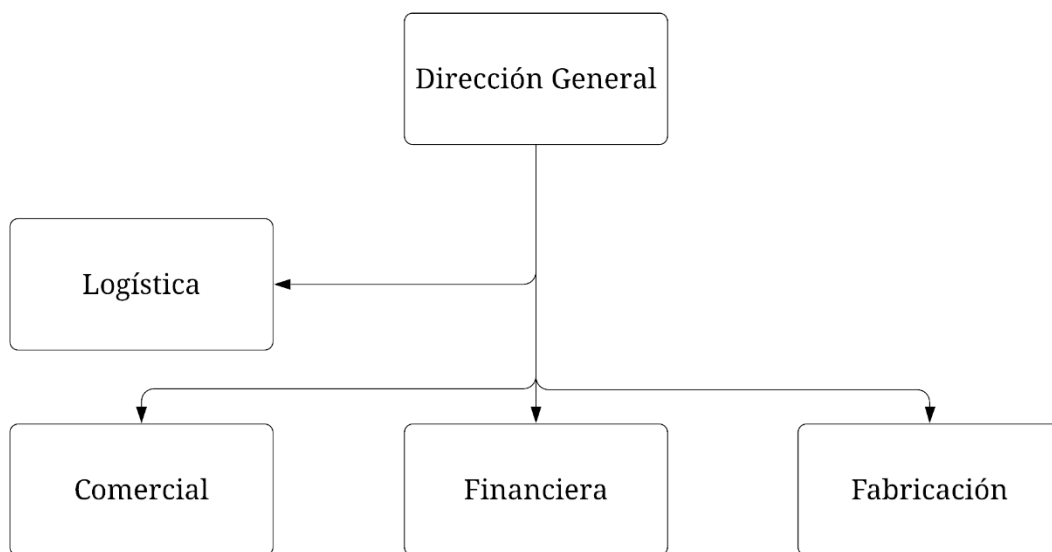 Dirección General
Logística
Comercial
Financiera
Fabricación